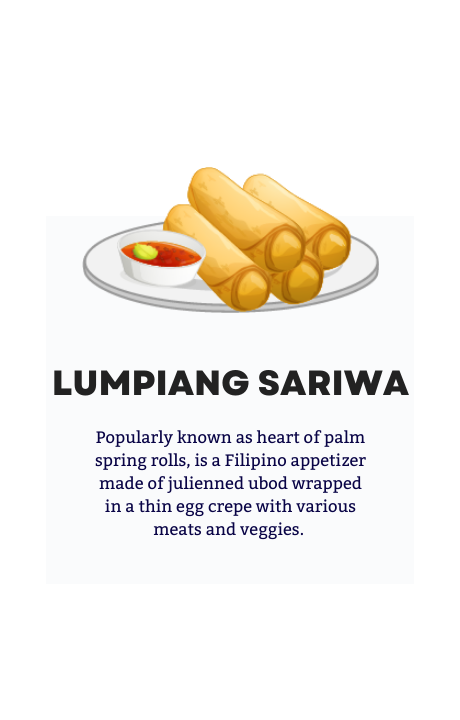 LUMPIANG SARIWA
Popularly known as heart of palm
spring rolls, is a Filipino appetizer
made of julienned ubod wrapped
in a thin egg crepe with various
meats and veggies.